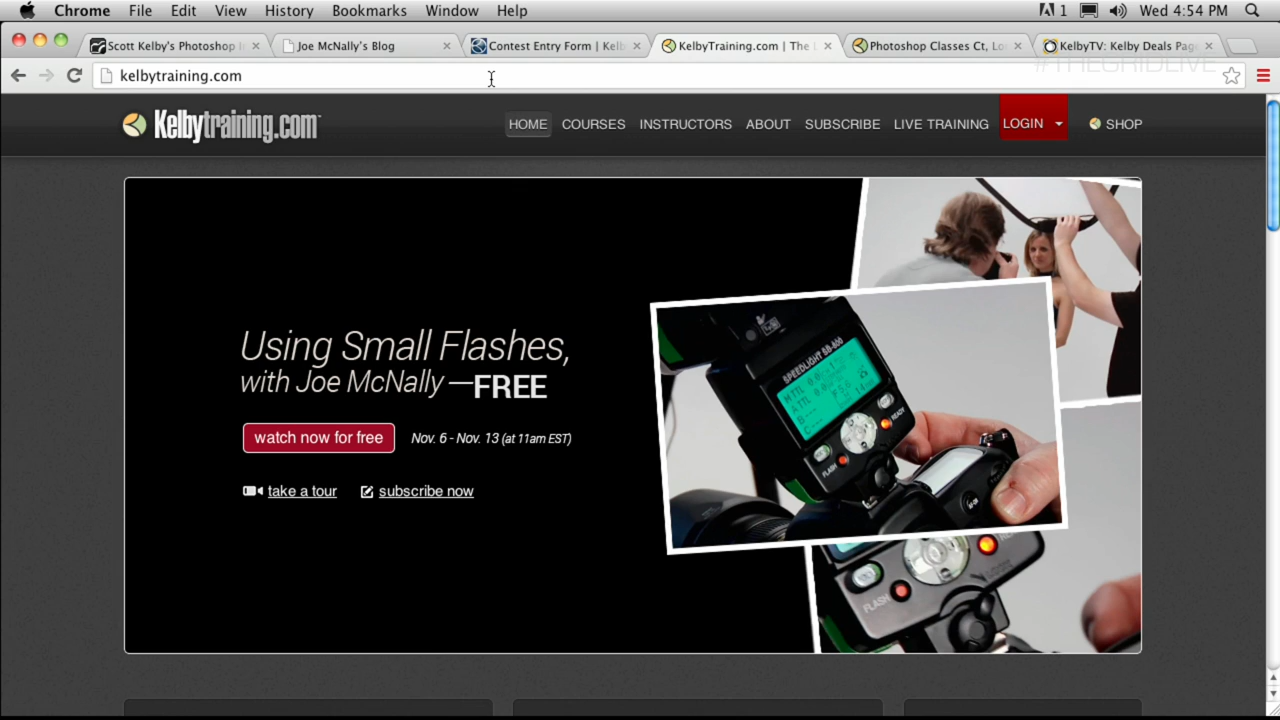 Chrome File Edit View History Bookmarks Window Help 1 Wed 4:54 PM
Scott Kelby's Photoshop I Joe McNally's Blog Contest Entry Form | Kelb KelbyTraining.com | The L Photoshop Classes Ct, Lo KelbyTV: Kelby Deals Page
#THEGRIDLIVE
kelbytraining.com
Kelbytraining.com HOME COURSES INSTRUCTORS ABOUT SUBSCRIBE LIVE TRAINING LOGIN SHOP
Using Small Flashes,
with Joe McNally —FREE
watch now for free Nov. 6 - Nov. 13 (at 11am EST)
take a tour subscribe now
SPEEDLIGHT SB-800
READY
FLASH
FLASH